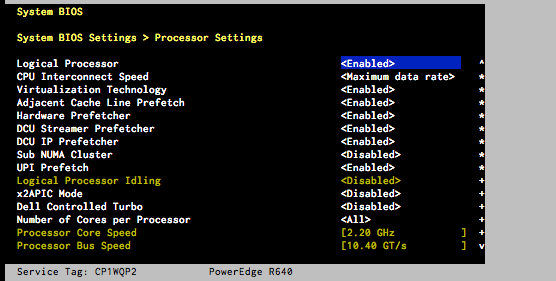 System BIOS
System BIOS Settings > Processor Settings
Logical Processor <Enabled> ^
CPU Interconnect Speed <Maximum data rate> *
Virtualization Technology <Enabled> *
Adjacent Cache Line Prefetch <Enabled> *
Hardware Prefetcher <Enabled> *
DCU Streamer Prefetcher <Enabled> *
DCU IP Prefetcher <Enabled> *
Sub NUMA Cluster <Disabled> *
UPI Prefetch <Enabled> *
Logical Processor Idling <Disabled> +
x2APIC Mode <Disabled> +
Dell Controlled Turbo <Disabled> +
Number of Cores per Processor <All> +
Processor Core Speed [2.20 GHz ] +
Processor Bus Speed [10.40 GT/s ] v
Service Tag: CP1WQP2 PowerEdge R640